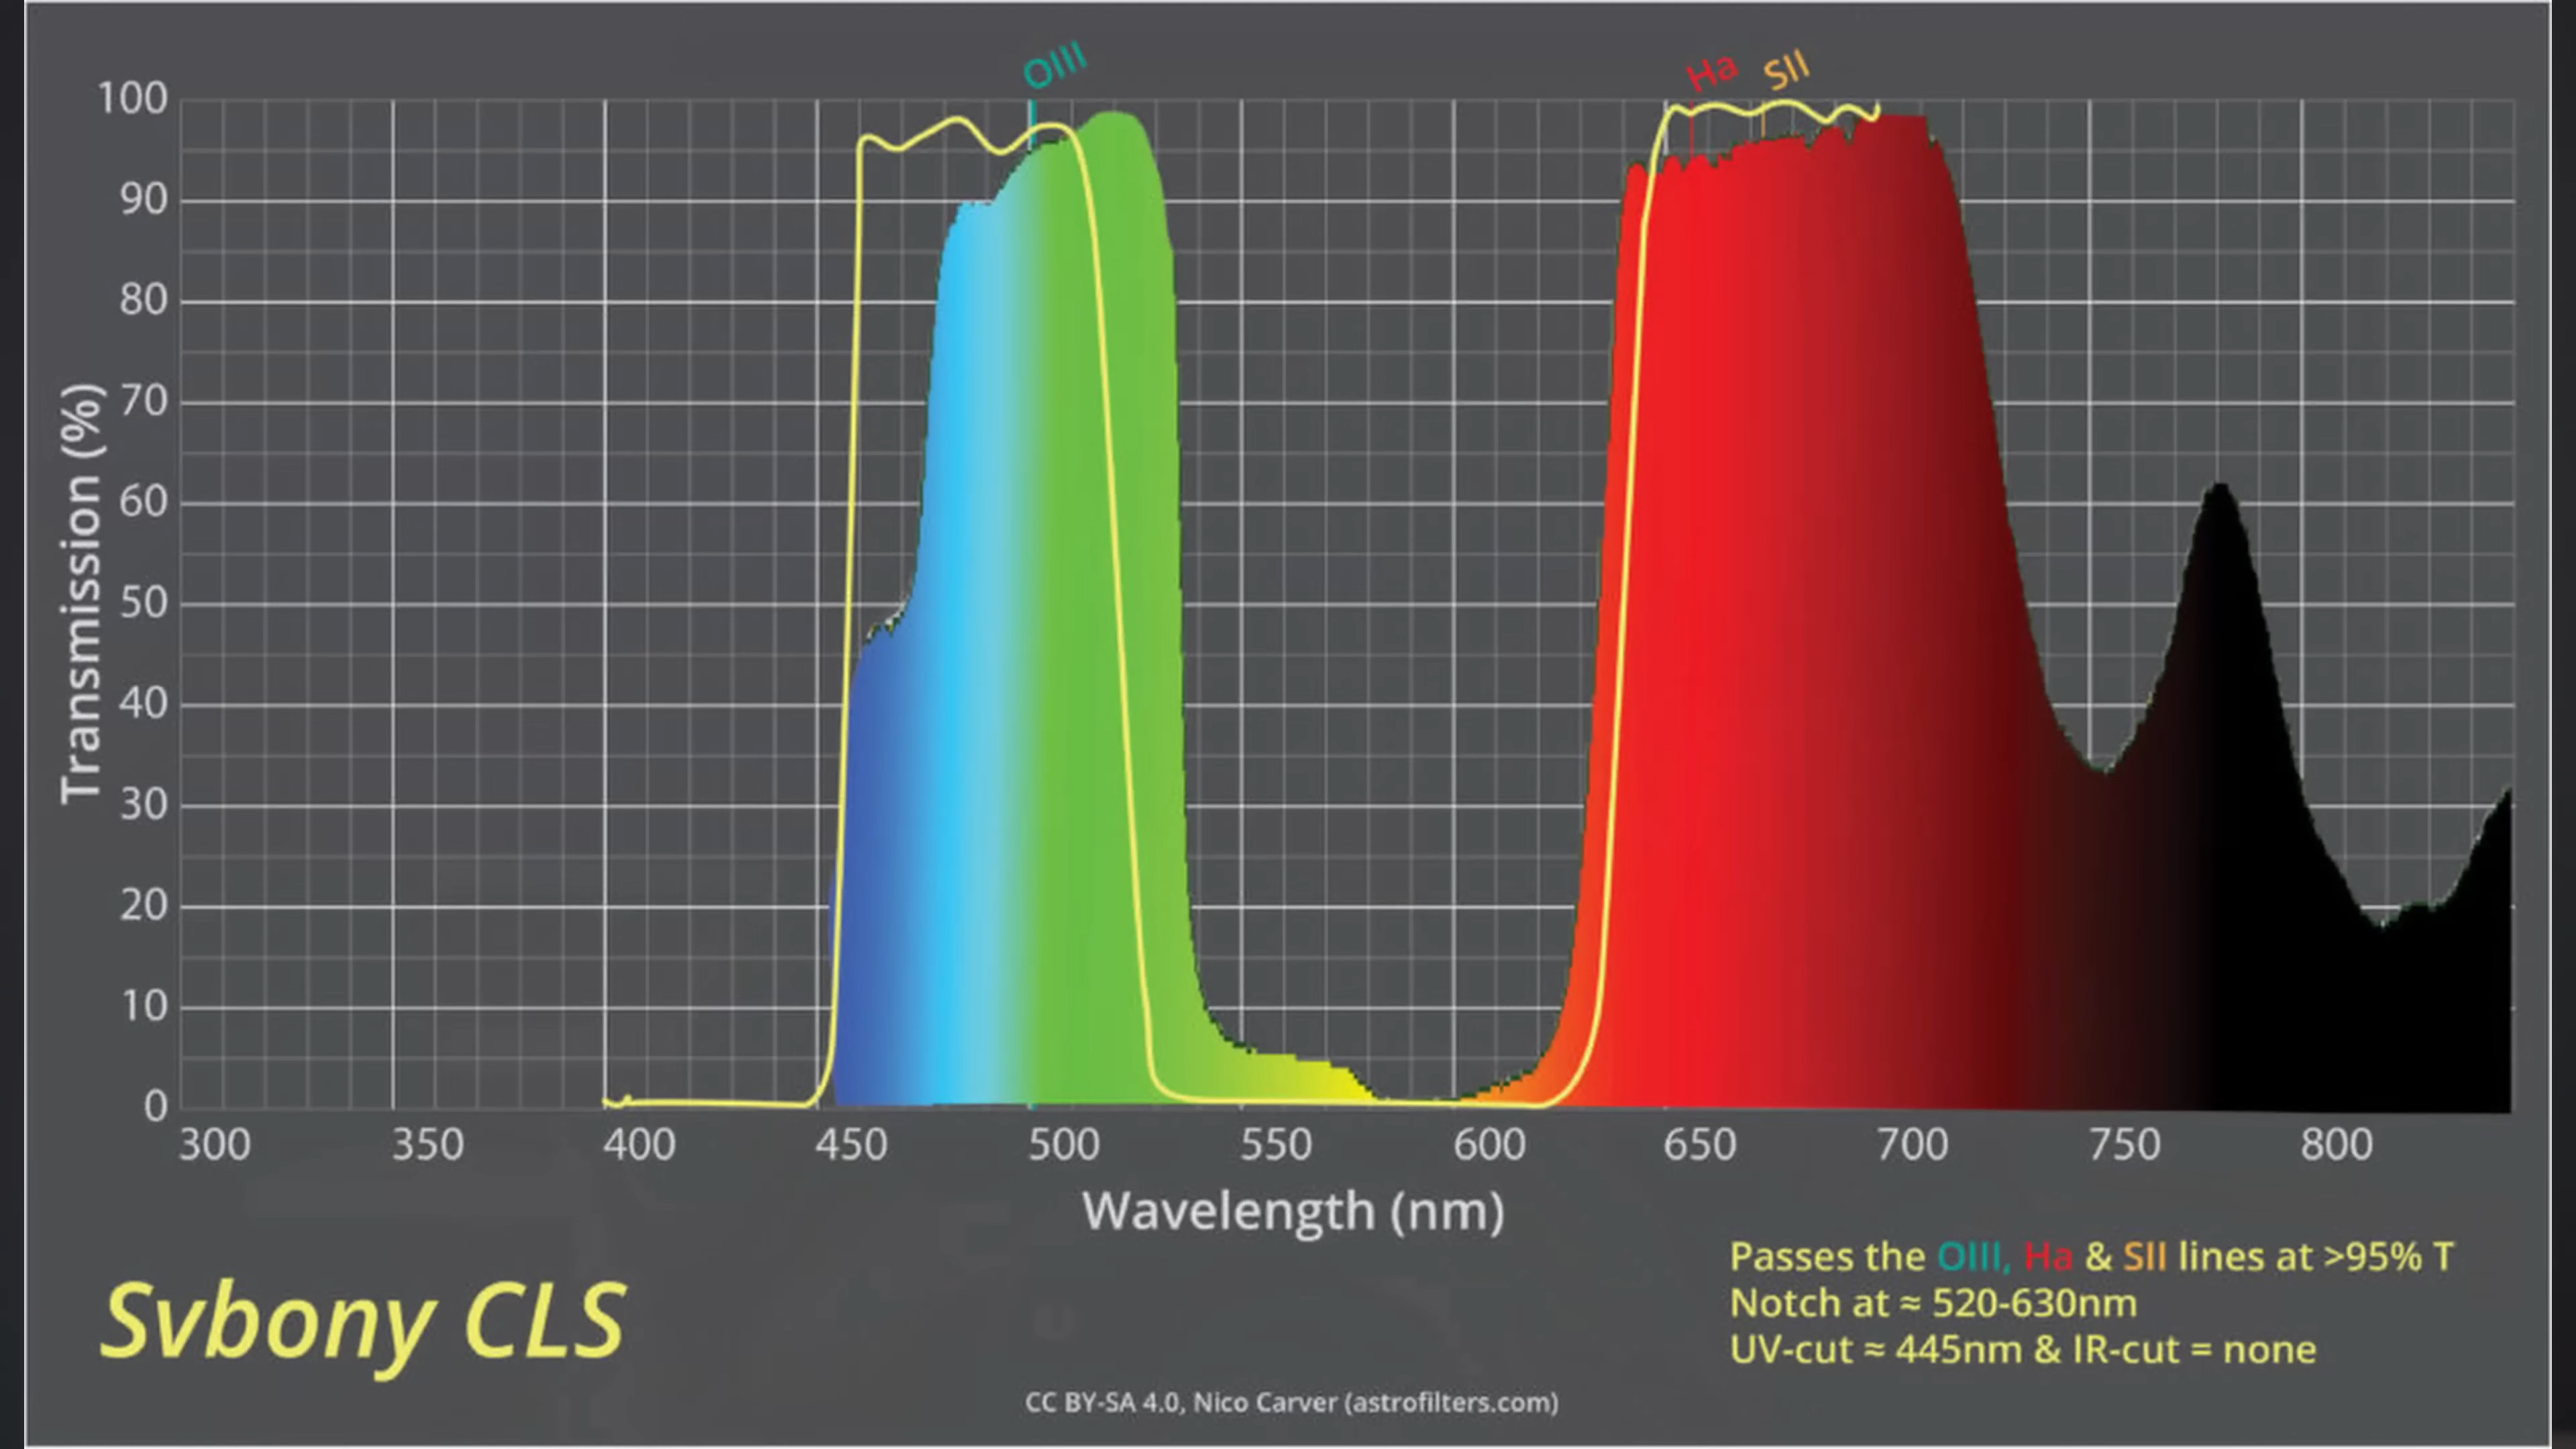 OIII
Ha
SII
100
90
80
70
60
50
40
30
20
10
0
Transmission (%)
300 350 400 450 500 550 600 650 700 750 800
Wavelength (nm)
Svbony CLS
Passes the OIII, Ha & SII lines at >95% T
Notch at ≈ 520-630nm
UV-cut ≈ 445nm & IR-cut = none
CC BY-SA 4.0, Nico Carver (astrofilters.com)